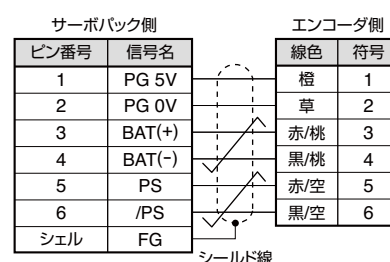 サーボパック側 エンコーダ側
ピン番号 信号名 線色 符号
1 PG 5V 橙 1
2 PG 0V 草 2
3 BAT(+) 赤/桃 3
4 BAT(-) 黒/桃 4
5 PS 赤/空 5
6 /PS 黒/空 6
シェル FG
シールド線